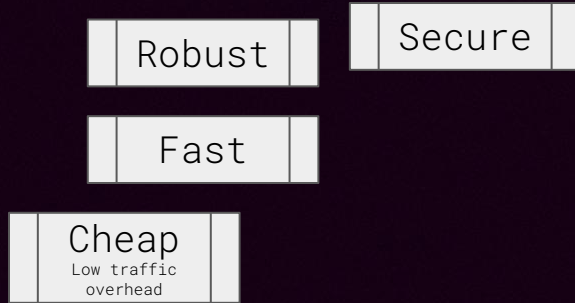 Robust
Secure
Fast
Cheap
Low traffic
overhead